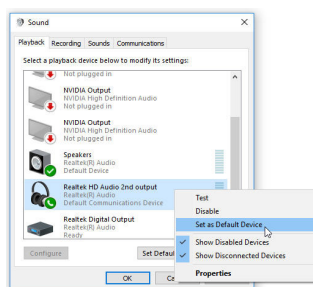 Sound
Playback Recording Sounds Communications
Select a playback device below to modify its settings:
Not plugged in
NVIDIA Output
NVIDIA High Definition Audio
Not plugged in
NVIDIA Output
NVIDIA High Definition Audio
Not plugged in
Speakers
Realtek(R) Audio
Default Device
Realtek HD Audio 2nd output
Realtek(R) Audio
Default Communications Device
Realtek Digital Output
Realtek(R) Audio
Ready
Test
Disable
Set as Default Device
Show Disabled Devices
Show Disconnected Devices
Properties
Configure Set Defaul
OK Ca